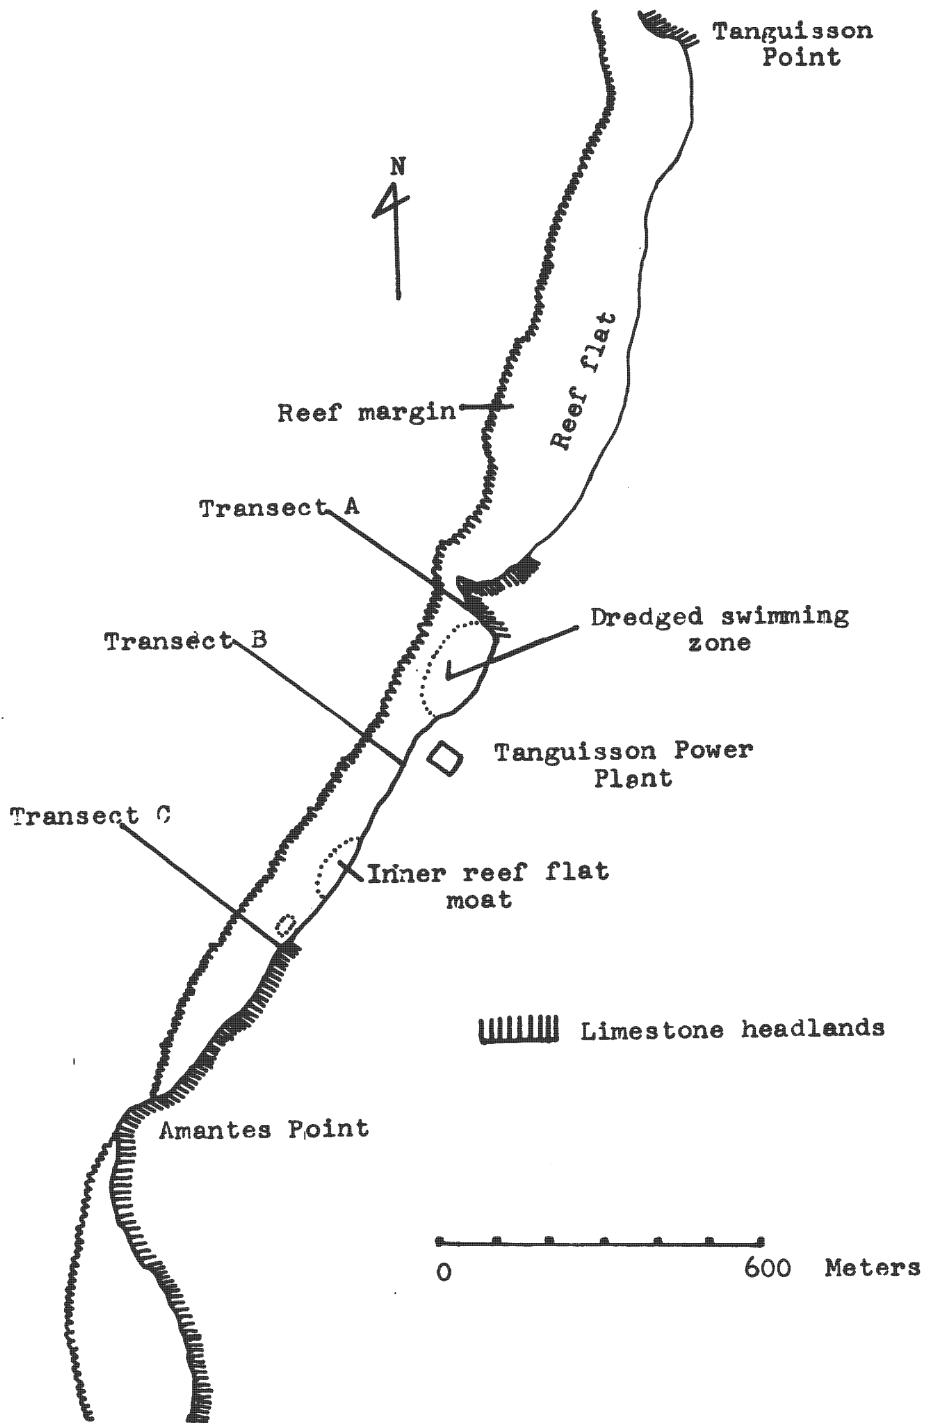 Tanguisson
Point
N
Reef flat
Reef margin
Transect A
Dredged swimming
zone
Transect B
Tanguisson Power
Plant
Transect C
Inner reef flat
moat
Limestone headlands
Amantes Point
0 600 Meters